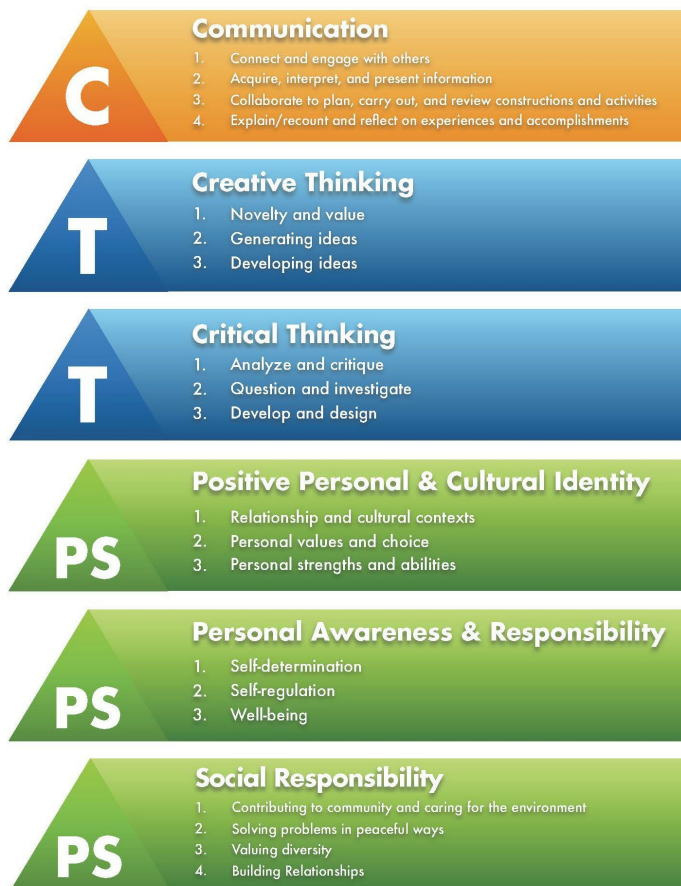 C
Communication
1. Connect and engage with others
2. Acquire, interpret, and present information
3. Collaborate to plan, carry out, and review constructions and activities
4. Explain/recount and reflect on experiences and accomplishments
T
Creative Thinking
1. Novelty and value
2. Generating ideas
3. Developing ideas
T
Critical Thinking
1. Analyze and critique
2. Question and investigate
3. Develop and design
PS
Positive Personal & Cultural Identity
1. Relationship and cultural contexts
2. Personal values and choice
3. Personal strengths and abilities
PS
Personal Awareness & Responsibility
1. Self-determination
2. Self-regulation
3. Well-being
PS
Social Responsibility
1. Contributing to community and caring for the environment
2. Solving problems in peaceful ways
3. Valuing diversity
4. Building Relationships